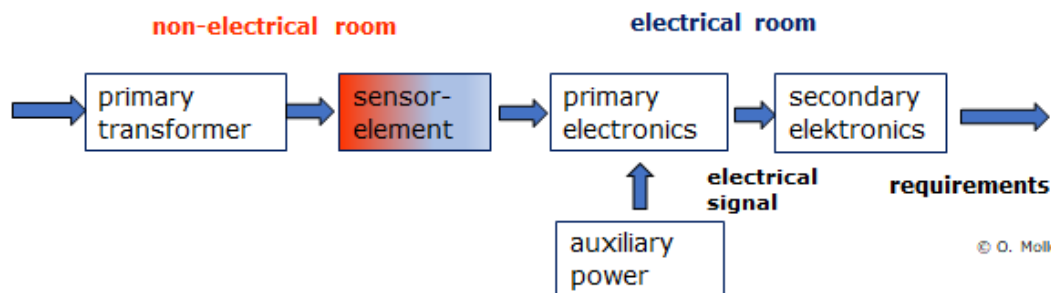 non-electrical room
electrical room
primary
transformer
sensor-
element
primary
electronics
secondary
elektronics
electrical
signal
requirements
auxiliary
power
© O.